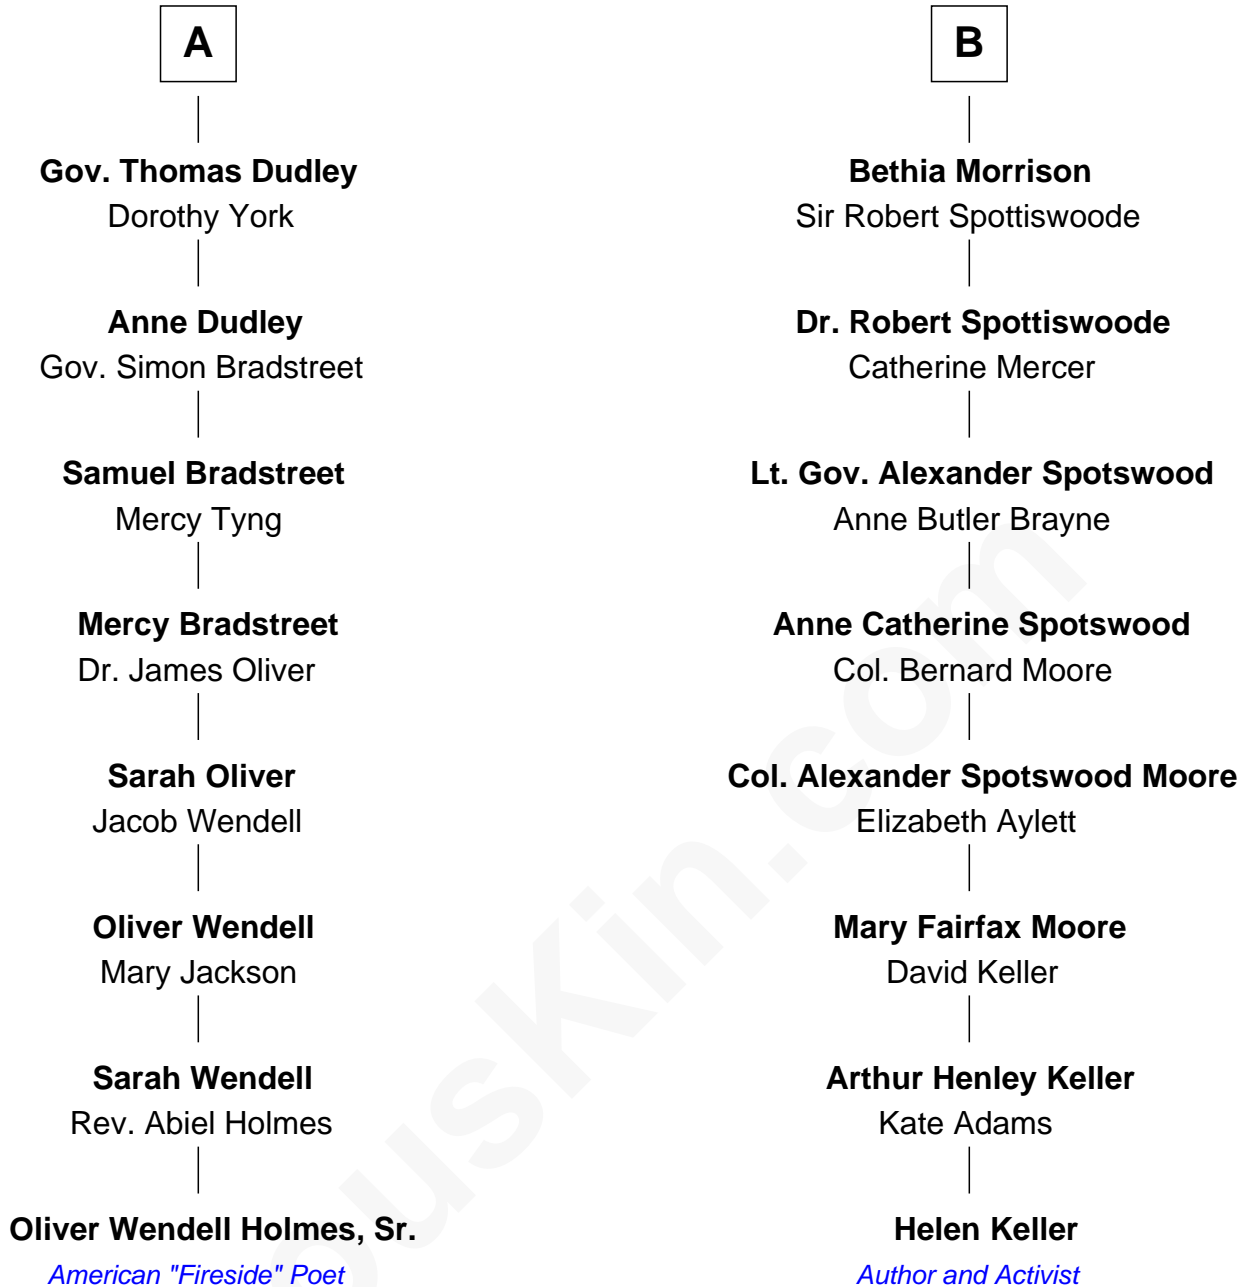 A
Gov. Thomas Dudley
Dorothy York
Anne Dudley
Gov. Simon Bradstreet
Samuel Bradstreet
Mercy Tyng
Mercy Bradstreet
Dr. James Oliver
Sarah Oliver
Jacob Wendell
Oliver Wendell
Mary Jackson
Sarah Wendell
Rev. Abiel Holmes
Oliver Wendell Holmes, Sr.
American "Fireside" Poet
B
Bethia Morrison
Sir Robert Spottiswoode
Dr. Robert Spottiswoode
Catherine Mercer
Lt. Gov. Alexander Spotswood
Anne Butler Brayne
Anne Catherine Spotswood
Col. Bernard Moore
Col. Alexander Spotswood Moore
Elizabeth Aylett
Mary Fairfax Moore
David Keller
Arthur Henley Keller
Kate Adams
Helen Keller
Author and Activist
ousKin.com